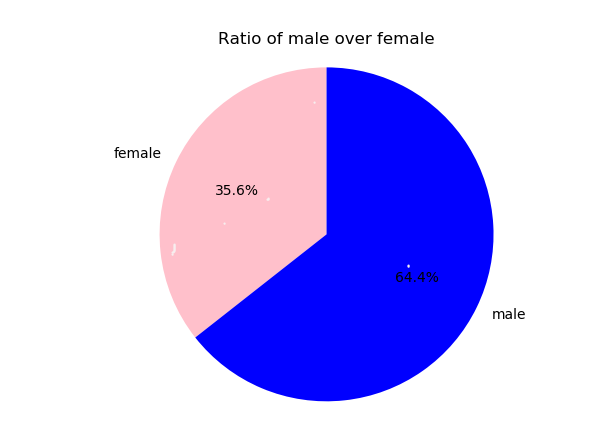 Ratio of male over female
female
35.6%
64.4%
male